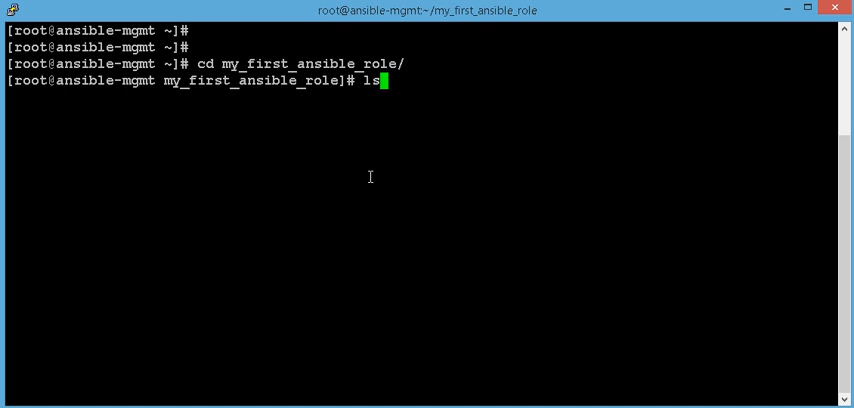 root@ansible-mgmt:~/my_first_ansible_role
[root@ansible-mgmt ~]#
[root@ansible-mgmt ~]#
[root@ansible-mgmt ~]# cd my_first_ansible_role/
[root@ansible-mgmt my_first_ansible_role]# ls